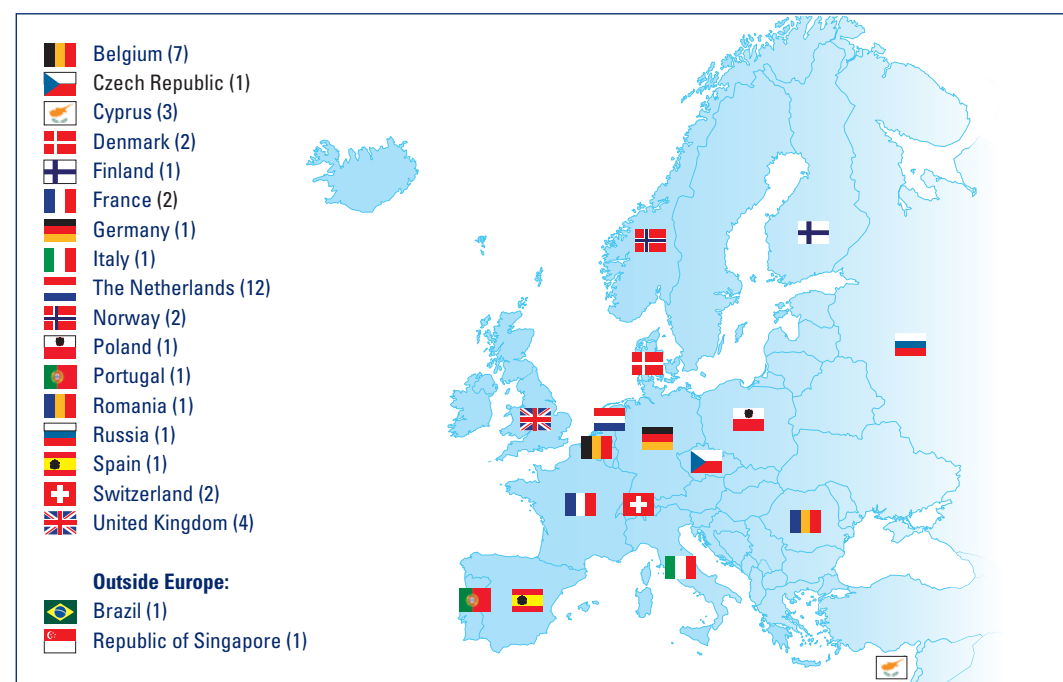 Belgium (7)
Czech Republic (1)
Cyprus (3)
Denmark (2)
Finland (1)
France (2)
Germany (1)
Italy (1)
The Netherlands (12)
Norway (2)
Poland (1)
Portugal (1)
Romania (1)
Russia (1)
Spain (1)
Switzerland (2)
United Kingdom (4)
Outside Europe:
Brazil (1)
Republic of Singapore (1)